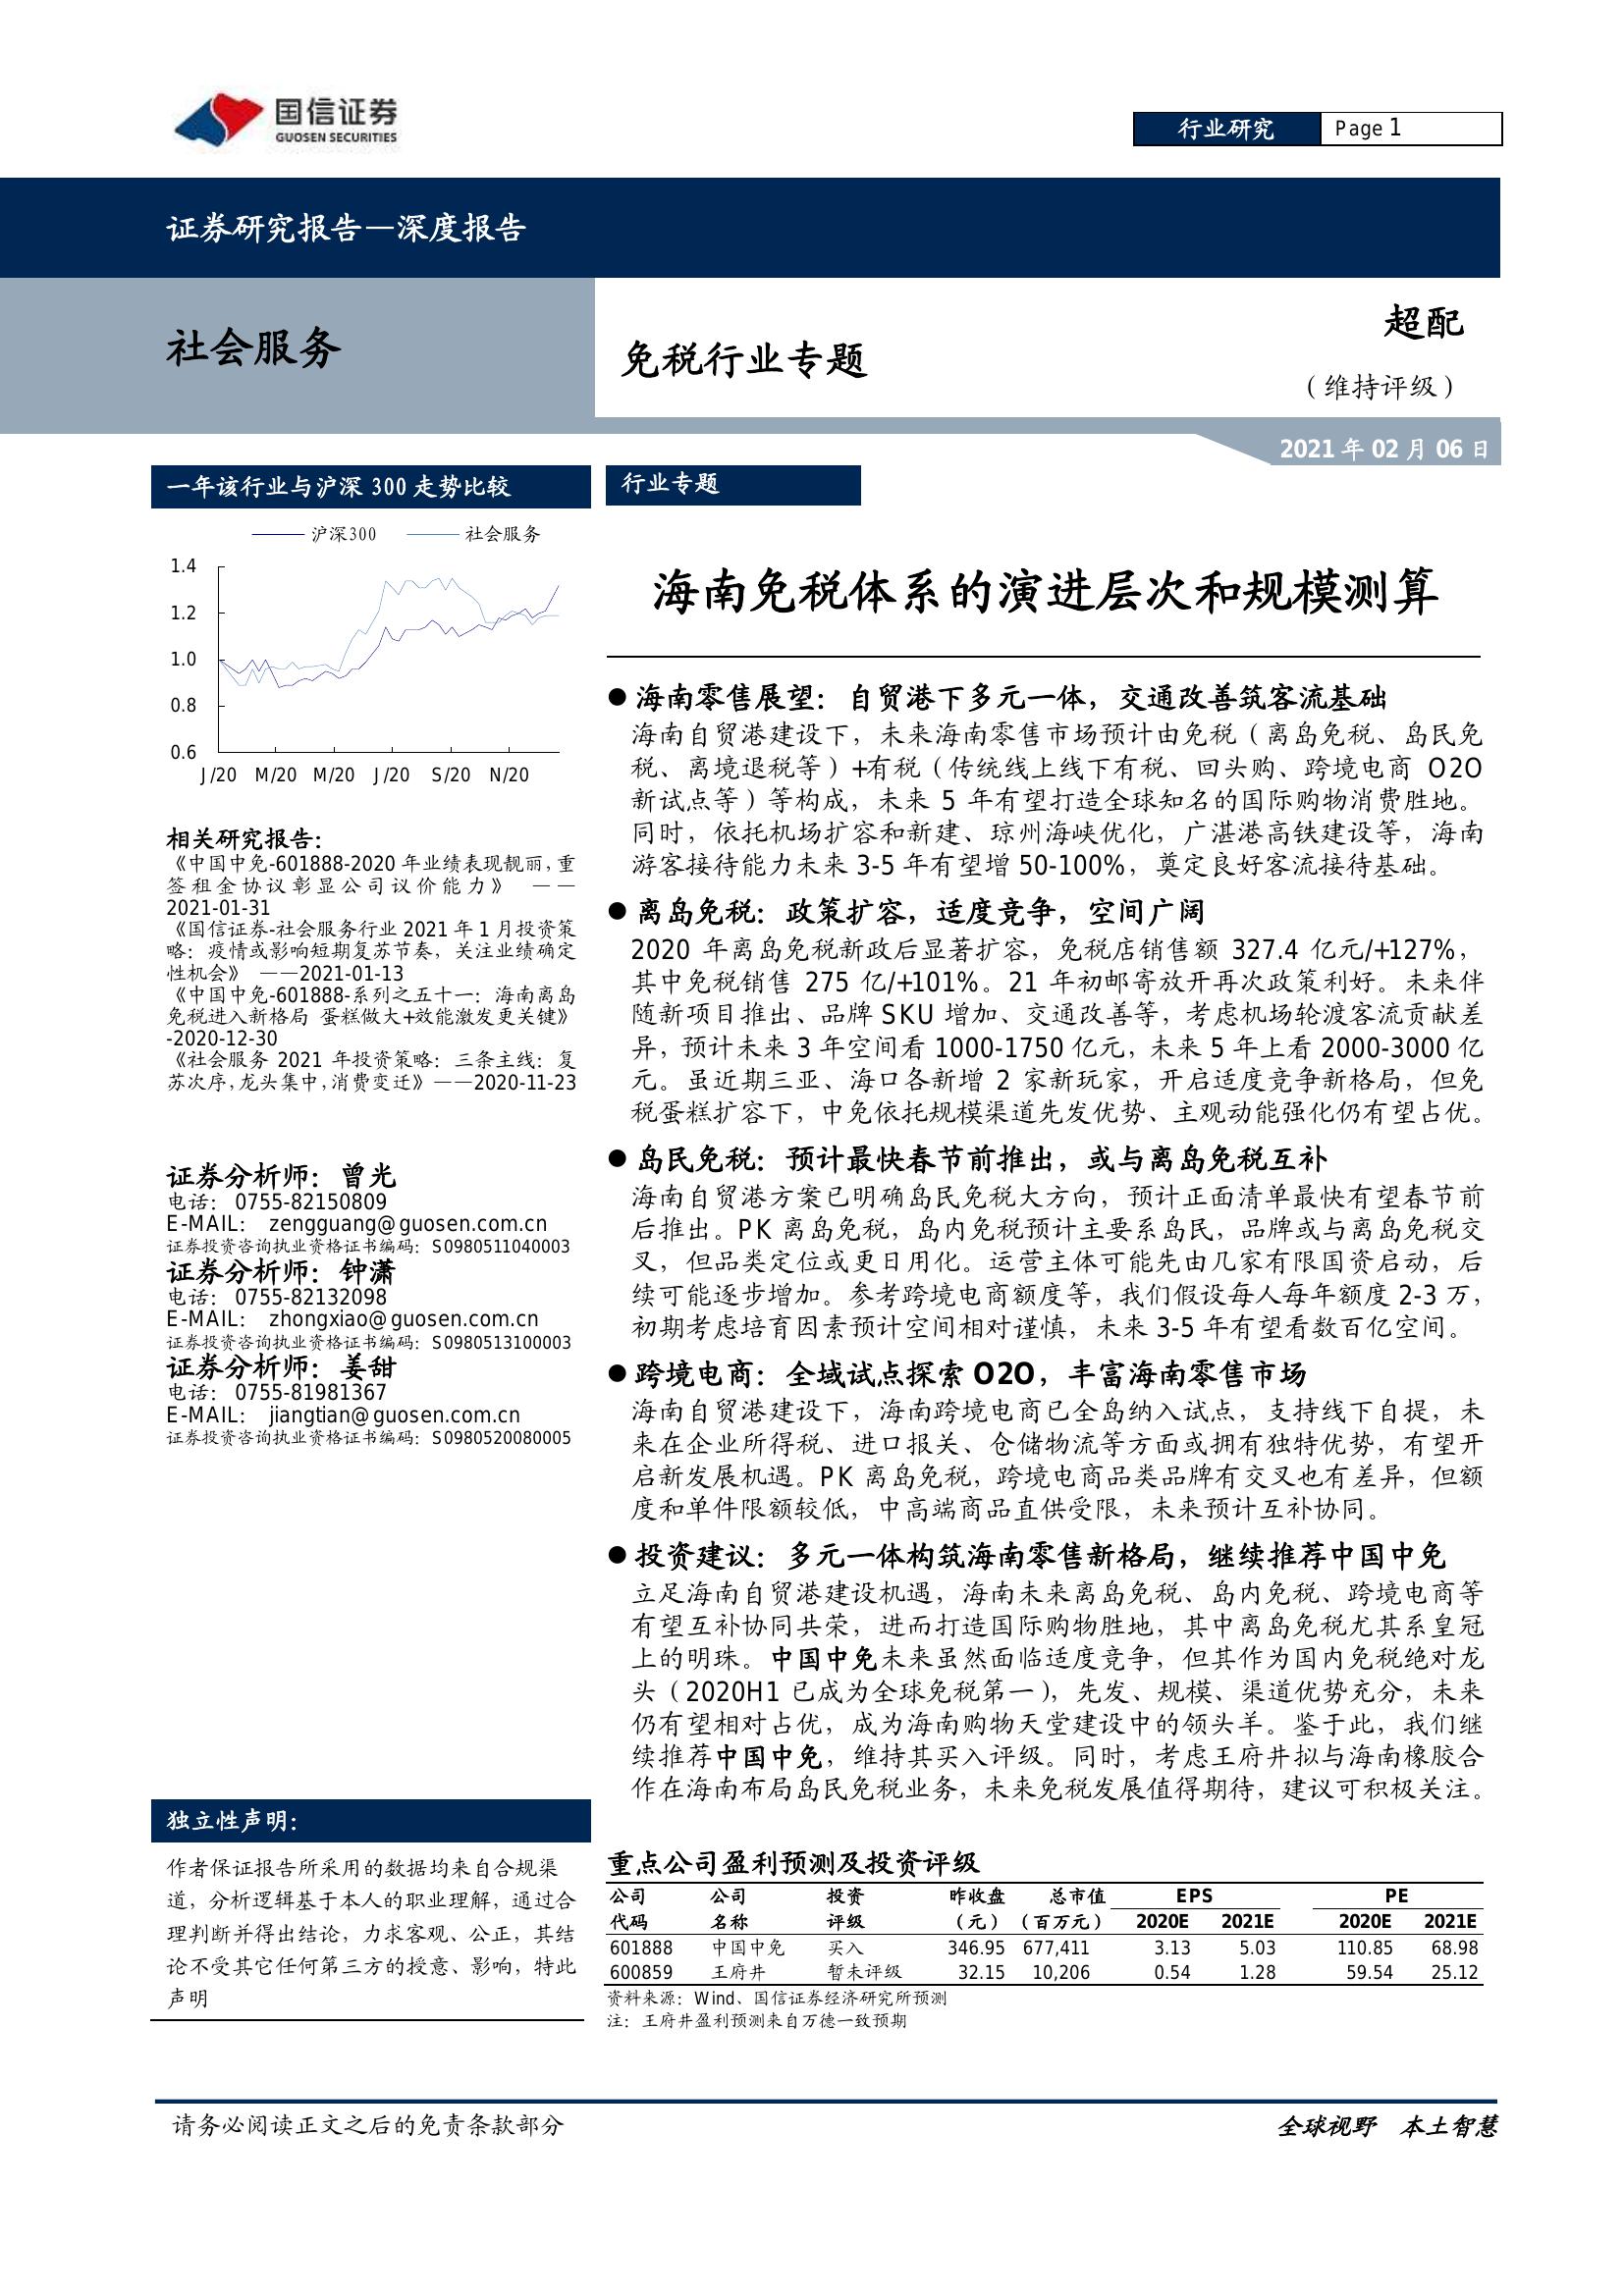 国信证券
GUOSEN SECURITIES
行业研究
Page 1
证券研究报告—深度报告
社会服务
免税行业专题
超配
（维持评级）
2021 年 02 月 06 日
一年该行业与沪深 300 走势比较
沪深300 社会服务
1.4
1.2
1.0
0.8
0.6
J/20 M/20 M/20 J/20 S/20 N/20
相关研究报告：
《中国中免-601888-2020 年业绩表现靓丽，重
签租金协议彰显公司议价能力》 ——
2021-01-31
《国信证券-社会服务行业 2021 年 1 月投资策
略：疫情或影响短期复苏节奏，关注业绩确定
性机会》 ——2021-01-13
《中国中免-601888-系列之五十一：海南离岛
免税进入新格局 蛋糕做大+效能激发更关键》
-2020-12-30
《社会服务 2021 年投资策略：三条主线：复
苏次序，龙头集中，消费变迁》——2020-11-23
证券分析师：曾光
电话： 0755-82150809
E-MAIL： zengguang@guosen.com.cn
证券投资咨询执业资格证书编码：S0980511040003
证券分析师：钟潇
电话： 0755-82132098
E-MAIL： zhongxiao@guosen.com.cn
证券投资咨询执业资格证书编码：S0980513100003
证券分析师：姜甜
电话： 0755-81981367
E-MAIL： jiangtian@guosen.com.cn
证券投资咨询执业资格证书编码：S0980520080005
独立性声明：
作者保证报告所采用的数据均来自合规渠
道，分析逻辑基于本人的职业理解，通过合
理判断并得出结论，力求客观、公正，其结
论不受其它任何第三方的授意、影响，特此
声明
行业专题
海南免税体系的演进层次和规模测算
● 海南零售展望：自贸港下多元一体，交通改善筑客流基础
海南自贸港建设下，未来海南零售市场预计由免税（离岛免税、岛民免
税、离境退税等）+有税（传统线上线下有税、回头购、跨境电商 O2O
新试点等）等构成，未来 5 年有望打造全球知名的国际购物消费胜地。
同时，依托机场扩容和新建、琼州海峡优化，广湛港高铁建设等，海南
游客接待能力未来 3-5 年有望增 50-100%，奠定良好客流接待基础。
● 离岛免税：政策扩容，适度竞争，空间广阔
2020 年离岛免税新政后显著扩容，免税店销售额 327.4 亿元/+127%，
其中免税销售 275 亿/+101%。21 年初邮寄放开再次政策利好。未来伴
随新项目推出、品牌 SKU 增加、交通改善等，考虑机场轮渡客流贡献差
异，预计未来 3 年空间看 1000-1750 亿元，未来 5 年上看 2000-3000 亿
元。虽近期三亚、海口各新增 2 家新玩家，开启适度竞争新格局，但免
税蛋糕扩容下，中免依托规模渠道先发优势、主观动能强化仍有望占优。
● 岛民免税：预计最快春节前推出，或与离岛免税互补
海南自贸港方案已明确岛民免税大方向，预计正面清单最快有望春节前
后推出。PK 离岛免税，岛内免税预计主要系岛民，品牌或与离岛免税交
叉，但品类定位或更日用化。运营主体可能先由几家有限国资启动，后
续可能逐步增加。参考跨境电商额度等，我们假设每人每年额度 2-3 万，
初期考虑培育因素预计空间相对谨慎，未来 3-5 年有望看数百亿空间。
● 跨境电商：全域试点探索 O2O，丰富海南零售市场
海南自贸港建设下，海南跨境电商已全岛纳入试点，支持线下自提，未
来在企业所得税、进口报关、仓储物流等方面或拥有独特优势，有望开
启新发展机遇。PK 离岛免税，跨境电商品类品牌有交叉也有差异，但额
度和单件限额较低，中高端商品直供受限，未来预计互补协同。
● 投资建议：多元一体构筑海南零售新格局，继续推荐中国中免
立足海南自贸港建设机遇，海南未来离岛免税、岛内免税、跨境电商等
有望互补协同共荣，进而打造国际购物胜地，其中离岛免税尤其系皇冠
上的明珠。中国中免未来虽然面临适度竞争，但其作为国内免税绝对龙
头（2020H1 已成为全球免税第一），先发、规模、渠道优势充分，未来
仍有望相对占优，成为海南购物天堂建设中的领头羊。鉴于此，我们继
续推荐中国中免，维持其买入评级。同时，考虑王府井拟与海南橡胶合
作在海南布局岛民免税业务，未来免税发展值得期待，建议可积极关注。
重点公司盈利预测及投资评级
公司 公司 投资 昨收盘 总市值 EPS PE
代码 名称 评级 （元） （百万元） 2020E 2021E 2020E 2021E
601888 中国中免 买入 346.95 677,411 3.13 5.03 110.85 68.98
600859 王府井 暂未评级 32.15 10,206 0.54 1.28 59.54 25.12
资料来源：Wind、国信证券经济研究所预测
注：王府井盈利预测来自万德一致预期
请务必阅读正文之后的免责条款部分
全球视野 本土智慧